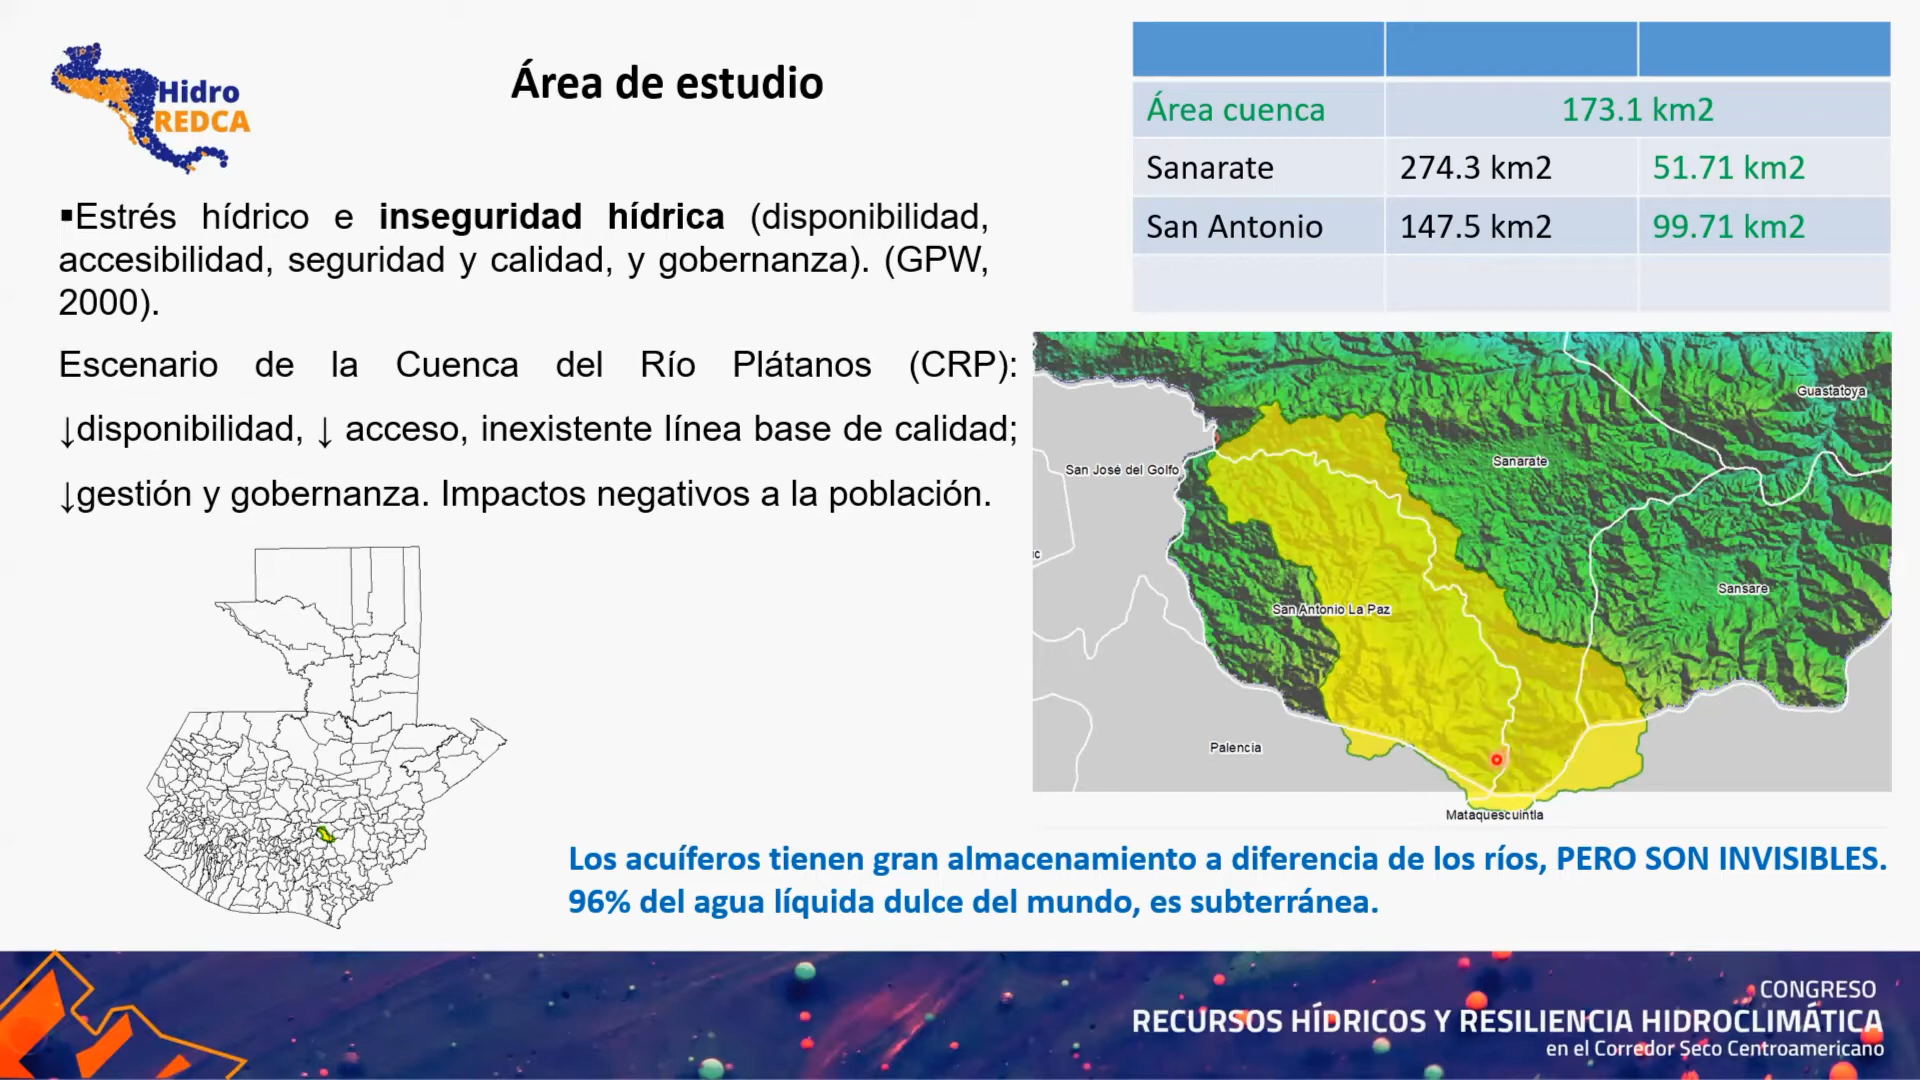 Hidro
REDCA
Área de estudio
Área cuenca 173.1 km2
Sanarate 274.3 km2 51.71 km2
San Antonio 147.5 km2 99.71 km2
▪Estrés hídrico e inseguridad hídrica (disponibilidad,
accesibilidad, seguridad y calidad, y gobernanza). (GPW,
2000).
Escenario de la Cuenca del Río Plátanos (CRP):
↓disponibilidad, ↓ acceso, inexistente línea base de calidad;
↓gestión y gobernanza. Impactos negativos a la población.
Guastatoya
San José del Golfo
Sanarate
c
Sansare
San Antonio La Paz
Palencia
Mataquescuintla
Los acuíferos tienen gran almacenamiento a diferencia de los ríos, PERO SON INVISIBLES.
96% del agua líquida dulce del mundo, es subterránea.
CONGRESO
RECURSOS HÍDRICOS Y RESILIENCIA HIDROCLIMÁTICA
en el Corredor Seco Centroamericano